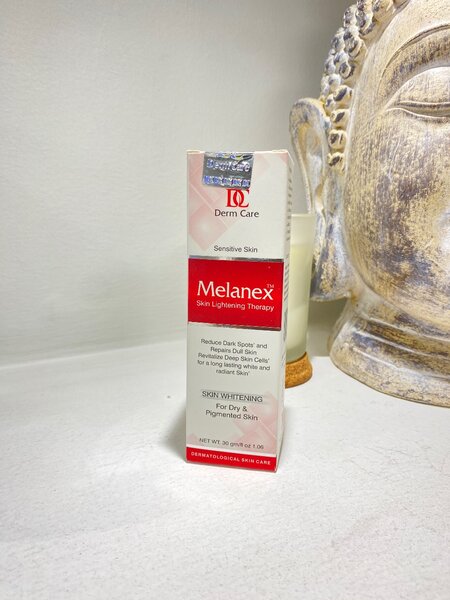 Derm Care
DC
Derm Care
Sensitive Skin
Melanex™
Skin Lightening Therapy
Reduce Dark Spots' and
Repairs Dull Skin
Revitalize Deep Skin Cells'
for a long lasting white and
radiant Skin'
SKIN WHITENING
For Dry &
Pigmented Skin
NET WT. 30 gm/fl oz 1.06
DERMATOLOGICAL SKIN CARE